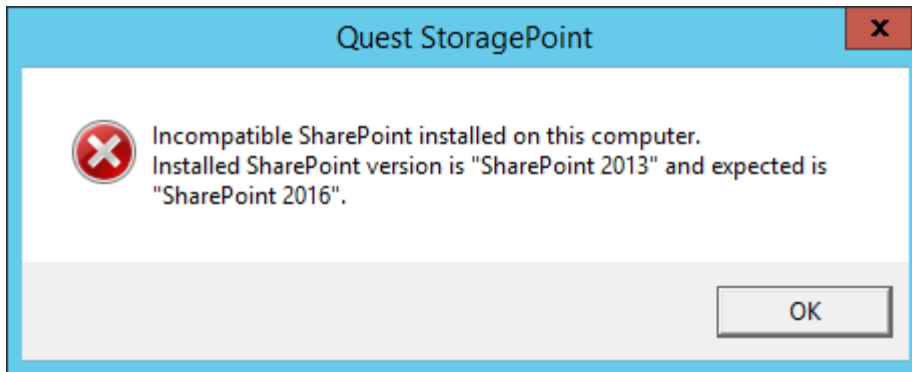 Quest StoragePoint
x
Incompatible SharePoint installed on this computer.
Installed SharePoint version is "SharePoint 2013" and expected is
"SharePoint 2016".
OK